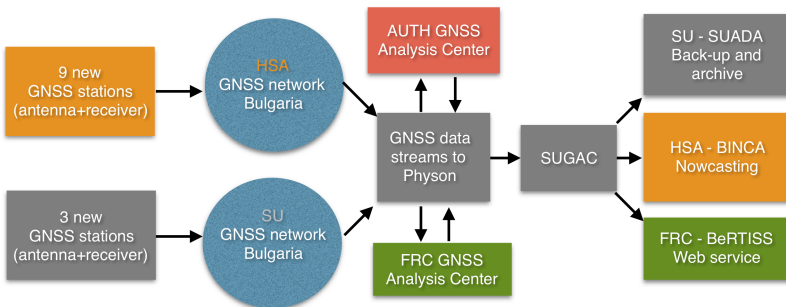 9 new
GNSS stations
(antenna+receiver)
HSA
GNSS network
Bulgaria
AUTH GNSS
Analysis Center
SU - SUADA
Back-up and
archive
GNSS data
streams to
Physon
SUGAC
HSA - BINCA
Nowcasting
3 new
GNSS stations
(antenna+receiver)
SU
GNSS network
Bulgaria
FRC GNSS
Analysis Center
FRC - BeRTISS
Web service